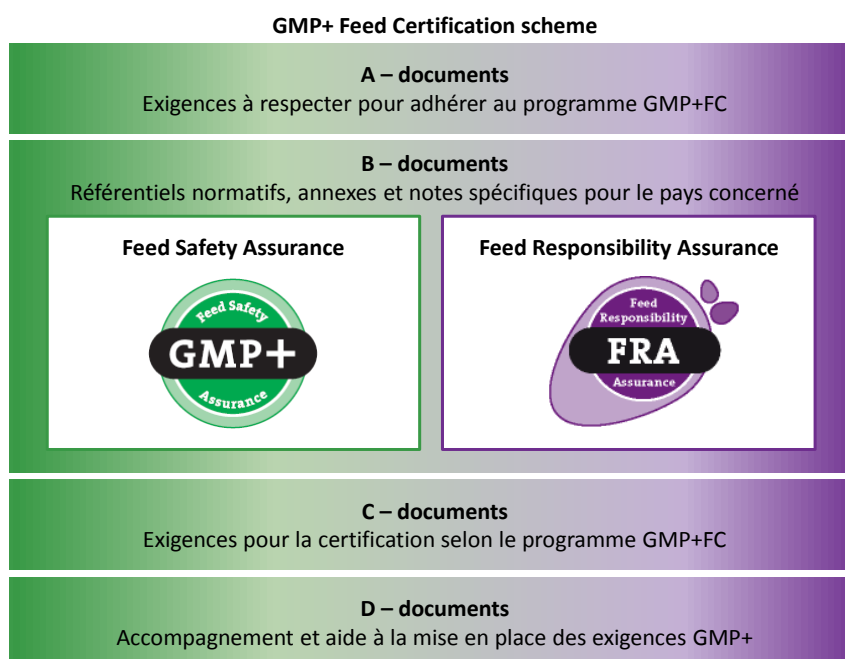 GMP+ Feed Certification scheme
A – documents
Exigences à respecter pour adhérer au programme GMP+FC
B – documents
Référentiels normatifs, annexes et notes spécifiques pour le pays concerné
Feed Safety Assurance
Feed Safety
GMP+
Assurance
Feed Responsibility Assurance
Feed
Responsibility
FRA
Assurance
C – documents
Exigences pour la certification selon le programme GMP+FC
D – documents
Accompagnement et aide à la mise en place des exigences GMP+